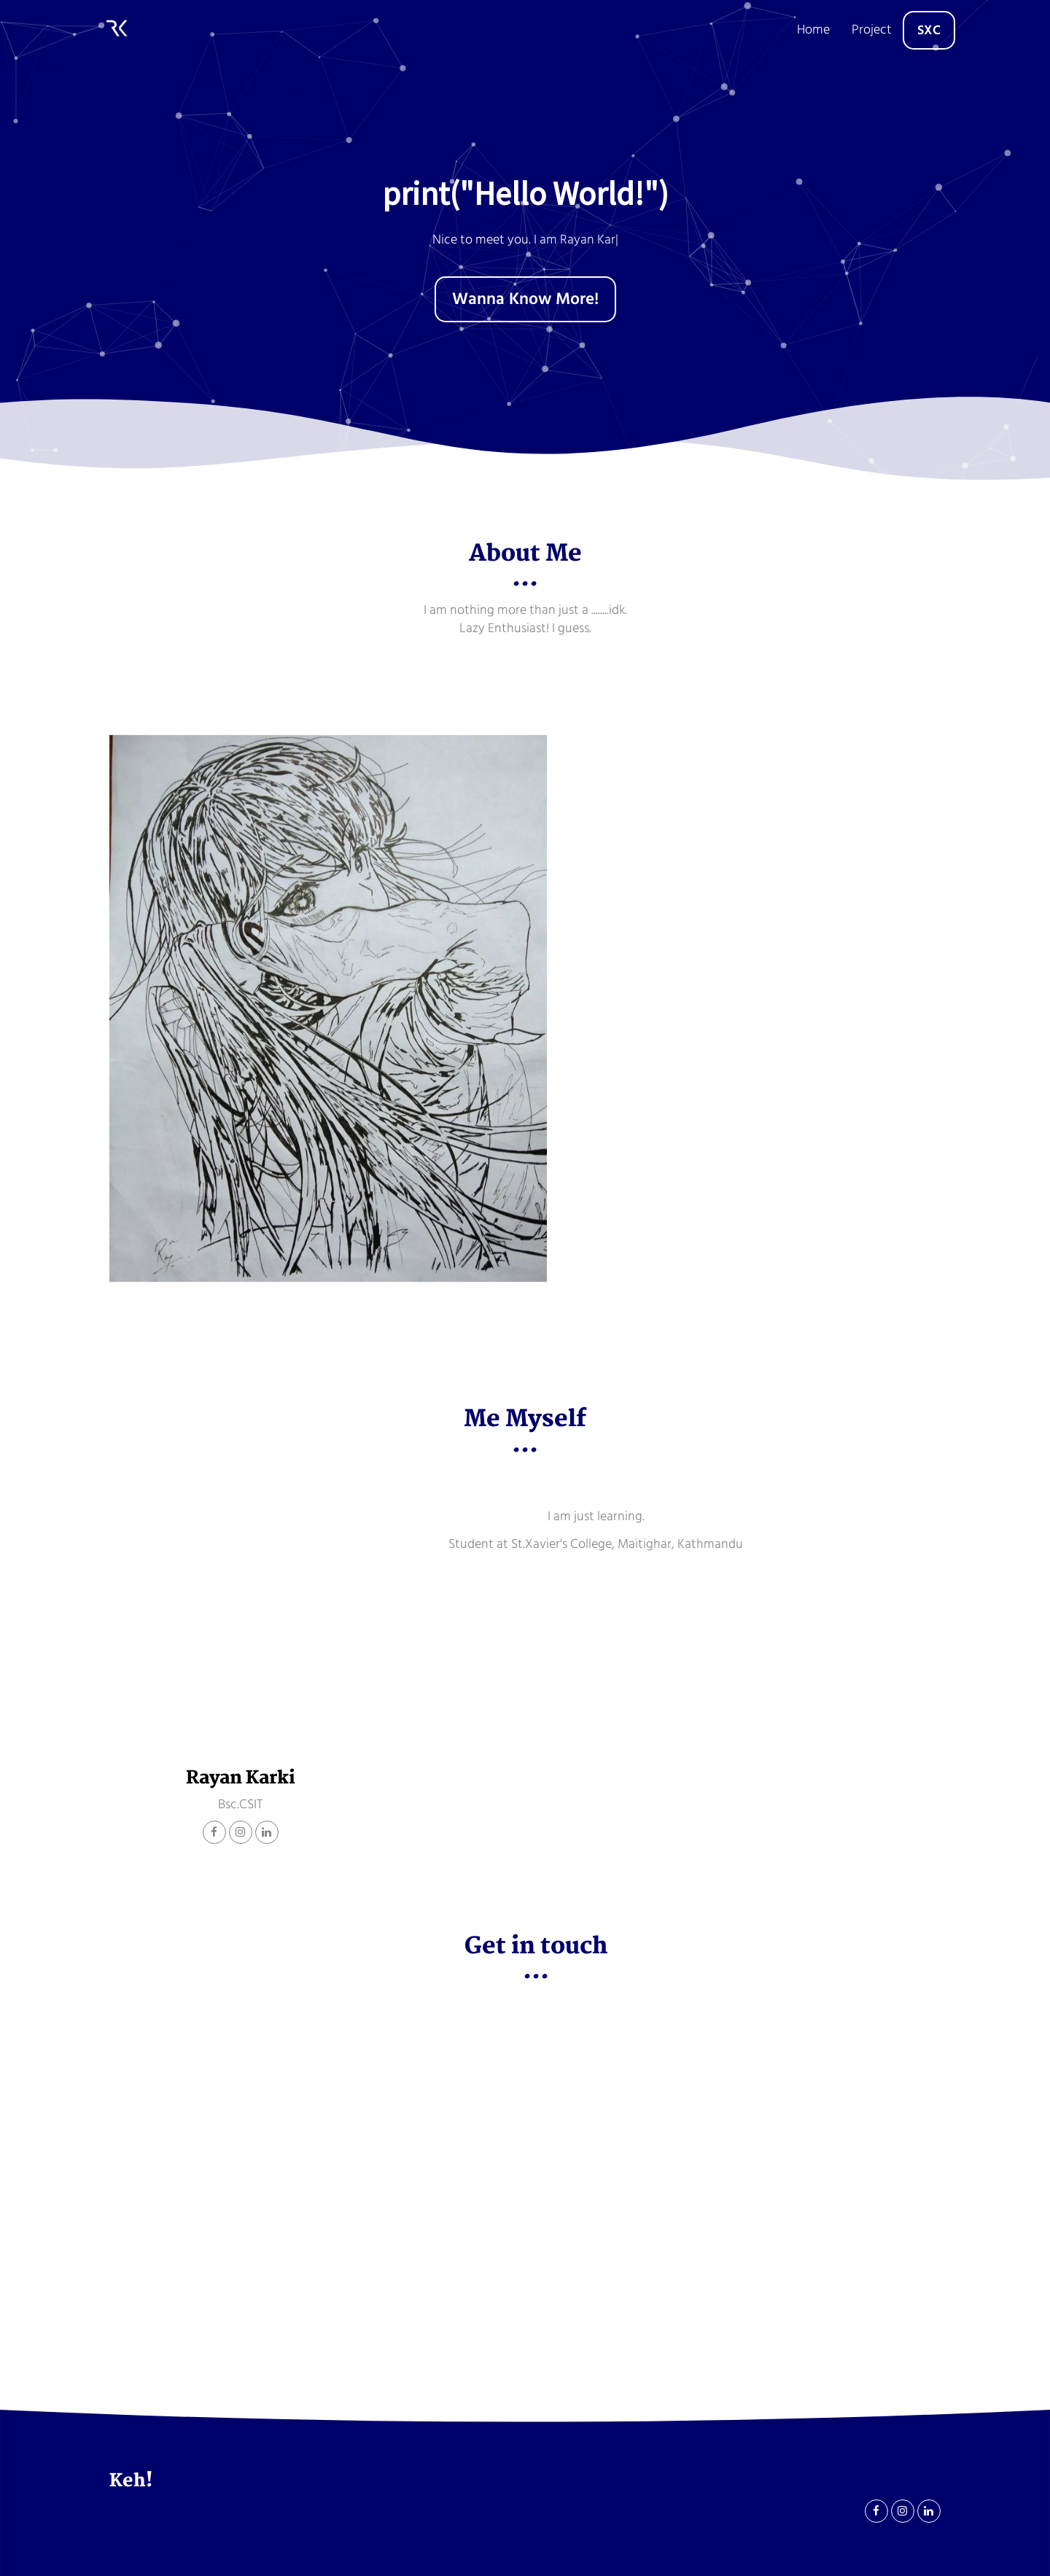 RK
Home
Project
SXC
print("Hello World!")
Nice to meet you. I am Rayan Kar|
Wanna Know More!
About Me
I am nothing more than just a ........idk.
Lazy Enthusiast! I guess.
Me Myself
I am just learning.
Student at St.Xavier's College, Maitighar, Kathmandu
Rayan Karki
Bsc.CSIT
Get in touch
Keh!